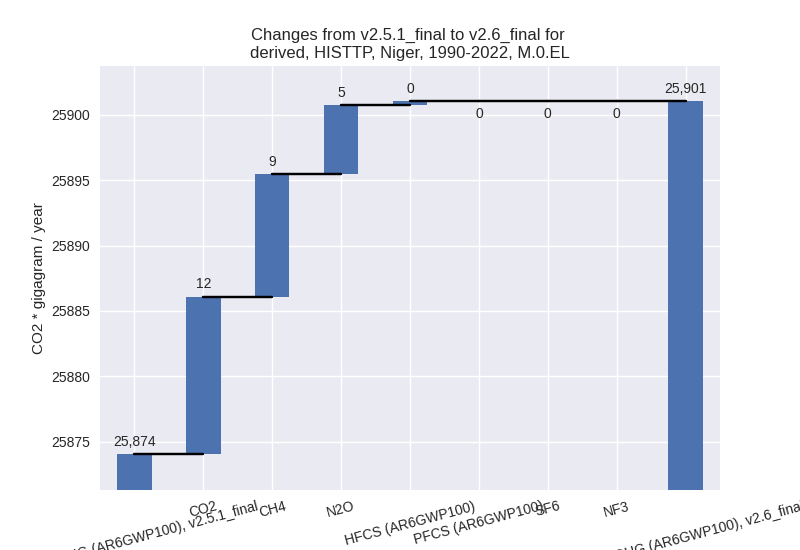 Changes from v2.5.1_final to v2.6_final for
derived, HISTTP, Niger, 1990-2022, M.0.EL
CO2 * gigagram / year
25900
25895
25890
25885
25880
25875
25,874
12
9
5
0
0
0
0
25,901
(AR6GWP100), v2.5.1_final
CO2
CH4
N2O
HFCS (AR6GWP100)
PFCS (AR6GWP100)
SF6
NF3
(AR6GWP100), v2.6_final